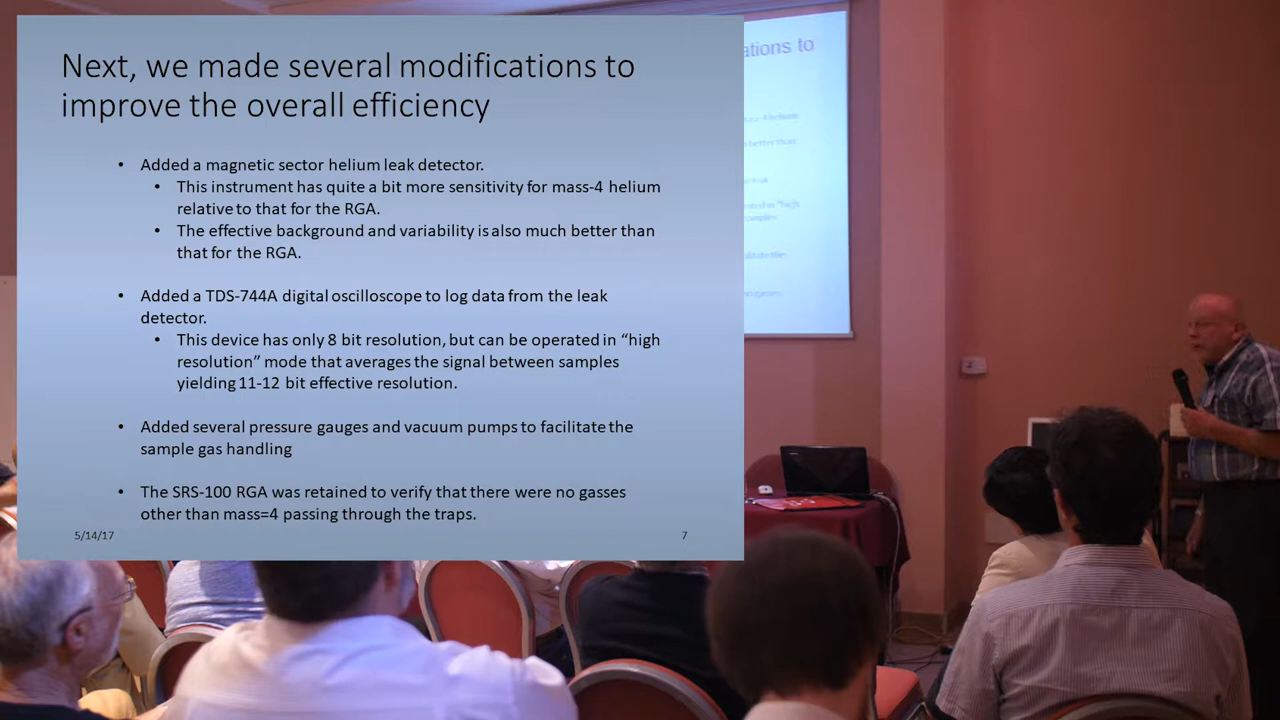 Next, we made several modifications to
improve the overall efficiency
• Added a magnetic sector helium leak detector.
• This instrument has quite a bit more sensitivity for mass-4 helium
relative to that for the RGA.
• The effective background and variability is also much better than
that for the RGA.
• Added a TDS-744A digital oscilloscope to log data from the leak
detector.
• This device has only 8 bit resolution, but can be operated in “high
resolution” mode that averages the signal between samples
yielding 11-12 bit effective resolution.
• Added several pressure gauges and vacuum pumps to facilitate the
sample gas handling
• The SRS-100 RGA was retained to verify that there were no gasses
other than mass=4 passing through the traps.
5/14/17
7
ations to
better than